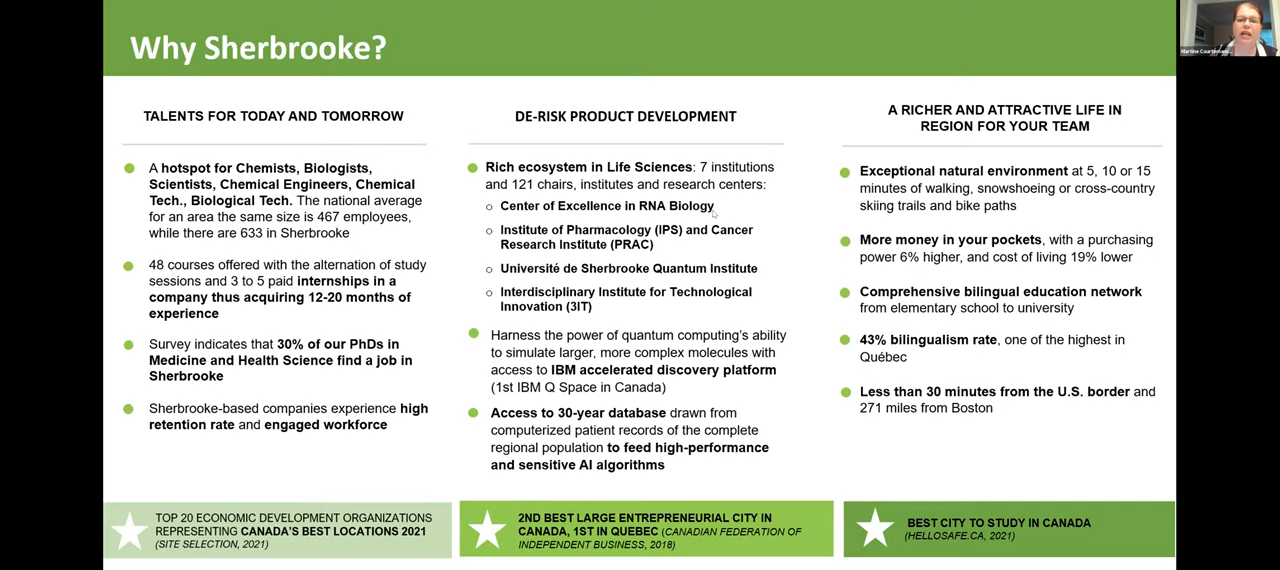 Why Sherbrooke?
TALENTS FOR TODAY AND TOMORROW
A hotspot for Chemists, Biologists,
Scientists, Chemical Engineers, Chemical
Tech., Biological Tech. The national average
for an area the same size is 467 employees,
while there are 633 in Sherbrooke
48 courses offered with the alternation of study
sessions and 3 to 5 paid internships in a
company thus acquiring 12-20 months of
experience
Survey indicates that 30% of our PhDs in
Medicine and Health Science find a job in
Sherbrooke
Sherbrooke-based companies experience high
retention rate and engaged workforce
DE-RISK PRODUCT DEVELOPMENT
Rich ecosystem in Life Sciences: 7 institutions
and 121 chairs, institutes and research centers:
Center of Excellence in RNA Biology
Institute of Pharmacology (IPS) and Cancer
Research Institute (PRAC)
Université de Sherbrooke Quantum Institute
Interdisciplinary Institute for Technological
Innovation (3IT)
Harness the power of quantum computing's ability
to simulate larger, more complex molecules with
access to IBM accelerated discovery platform
(1st IBM Q Space in Canada)
Access to 30-year database drawn from
computerized patient records of the complete
regional population to feed high-performance
and sensitive AI algorithms
A RICHER AND ATTRACTIVE LIFE IN
REGION FOR YOUR TEAM
Exceptional natural environment at 5, 10 or 15
minutes of walking, snowshoeing or cross-country
skiing trails and bike paths
More money in your pockets, with a purchasing
power 6% higher, and cost of living 19% lower
Comprehensive bilingual education network
from elementary school to university
43% bilingualism rate, one of the highest in
Québec
Less than 30 minutes from the U.S. border and
271 miles from Boston
TOP 20 ECONOMIC DEVELOPMENT ORGANIZATIONS
REPRESENTING CANADA'S BEST LOCATIONS 2021
(SITE SELECTION, 2021)
2ND BEST LARGE ENTREPRENEURIAL CITY IN
CANADA, 1ST IN QUEBEC (CANADIAN FEDERATION OF
INDEPENDENT BUSINESS, 2018)
BEST CITY TO STUDY IN CANADA
(HELLOSAFE.CA, 2021)
Martine